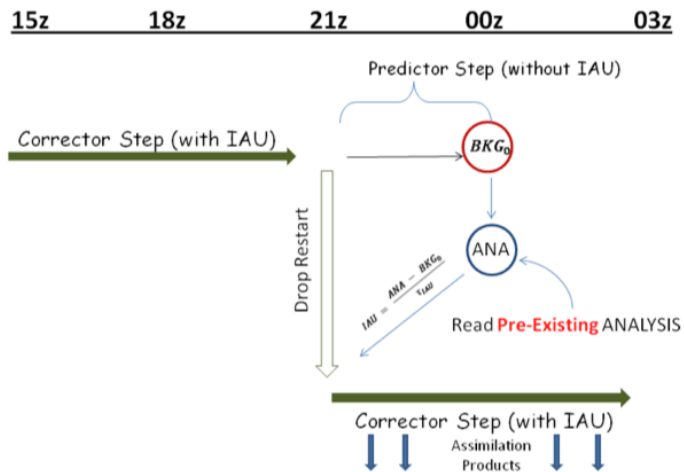 15z 18z 21z 00z 03z
Predictor Step (without IAU)
Corrector Step (with IAU)
BKG₀
Drop Restart
ANA
IAU = ANA − BKG₀ / τ_IAU
Read Pre-Existing ANALYSIS
Corrector Step (with IAU)
Assimilation
Products